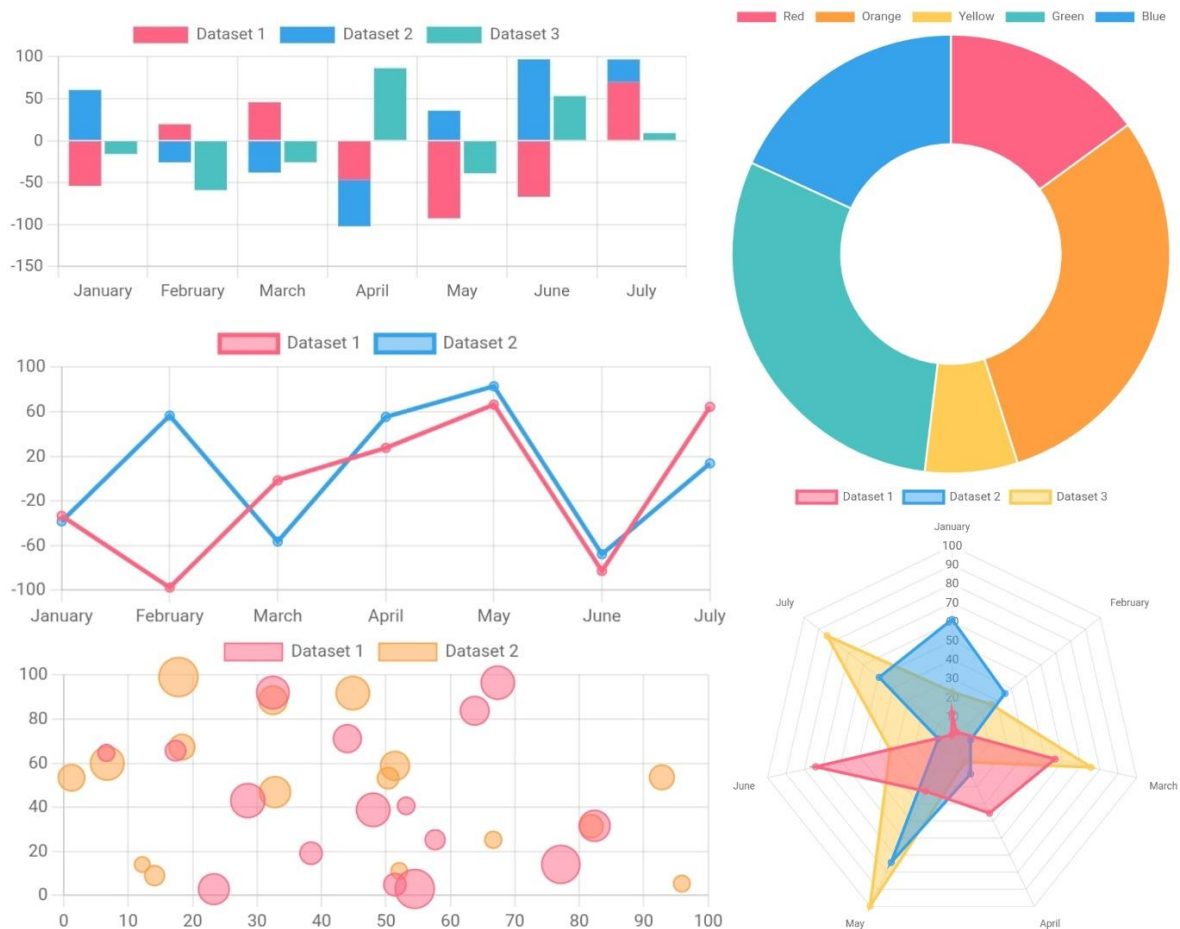 Dataset 1 Dataset 2 Dataset 3
100
50
0
-50
-100
-150
January February March April May June July
Dataset 1 Dataset 2
100
60
20
-20
-60
-100
January February March April May June July
Dataset 1 Dataset 2
100
80
60
40
20
0
0 10 20 30 40 50 60 70 80 90 100
Red Orange Yellow Green Blue
Dataset 1 Dataset 2 Dataset 3
January
100
90
80
70
60
50
40
30
20
July February
June March
May April